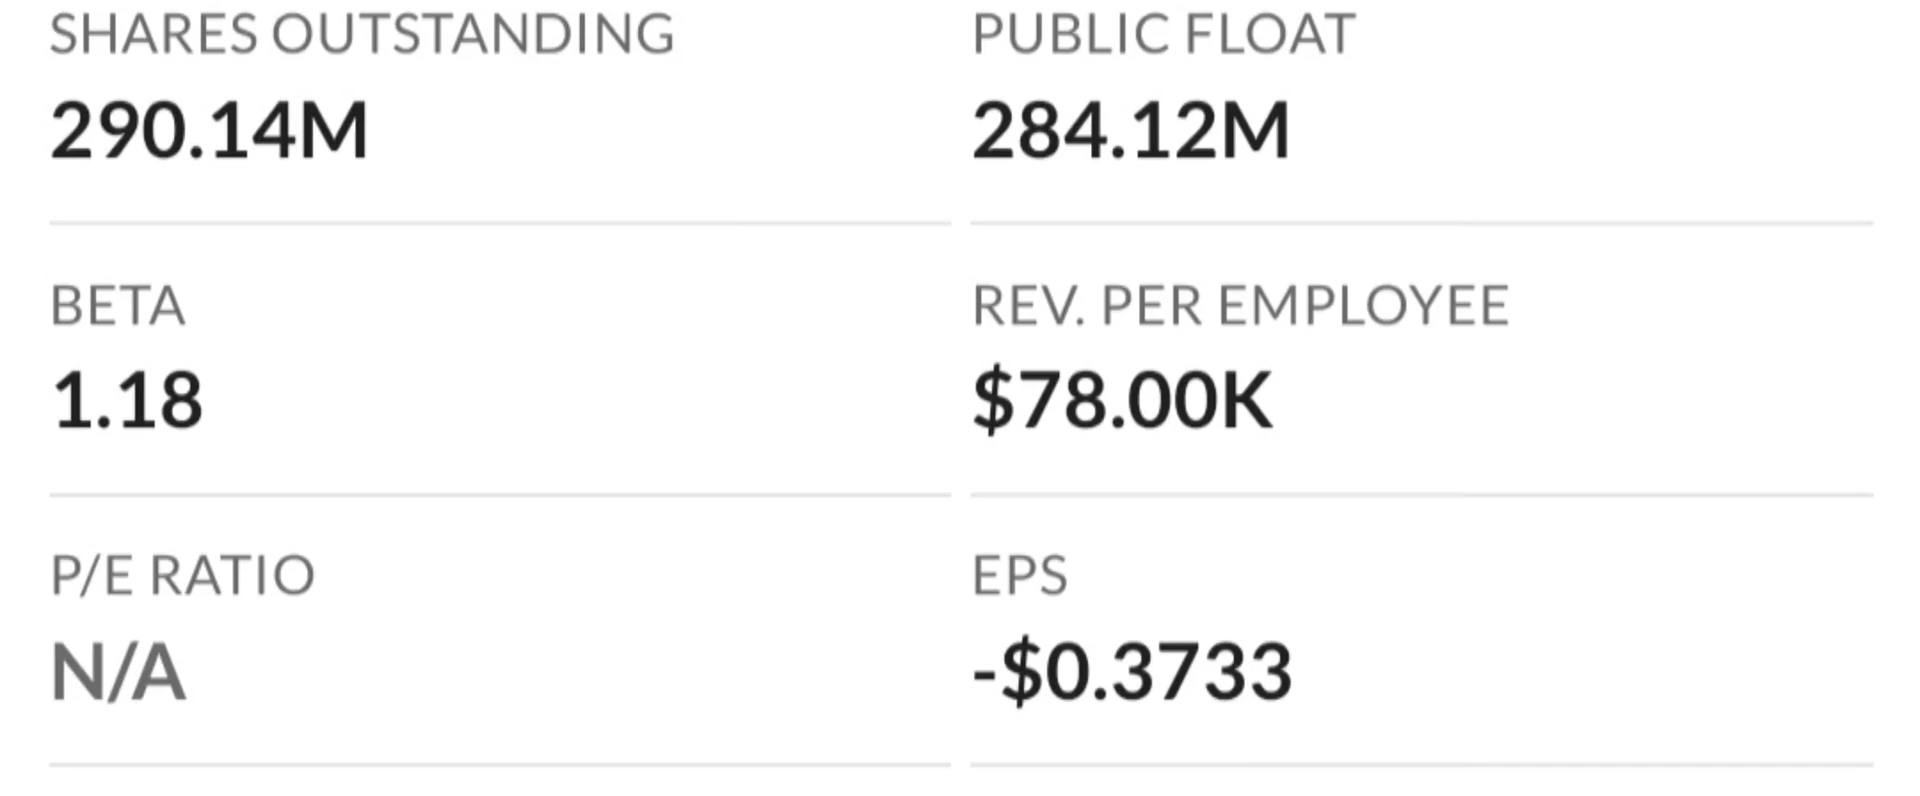 SHARES OUTSTANDING
290.14M
PUBLIC FLOAT
284.12M
BETA
1.18
REV. PER EMPLOYEE
$78.00K
P/E RATIO
N/A
EPS
-$0.3733